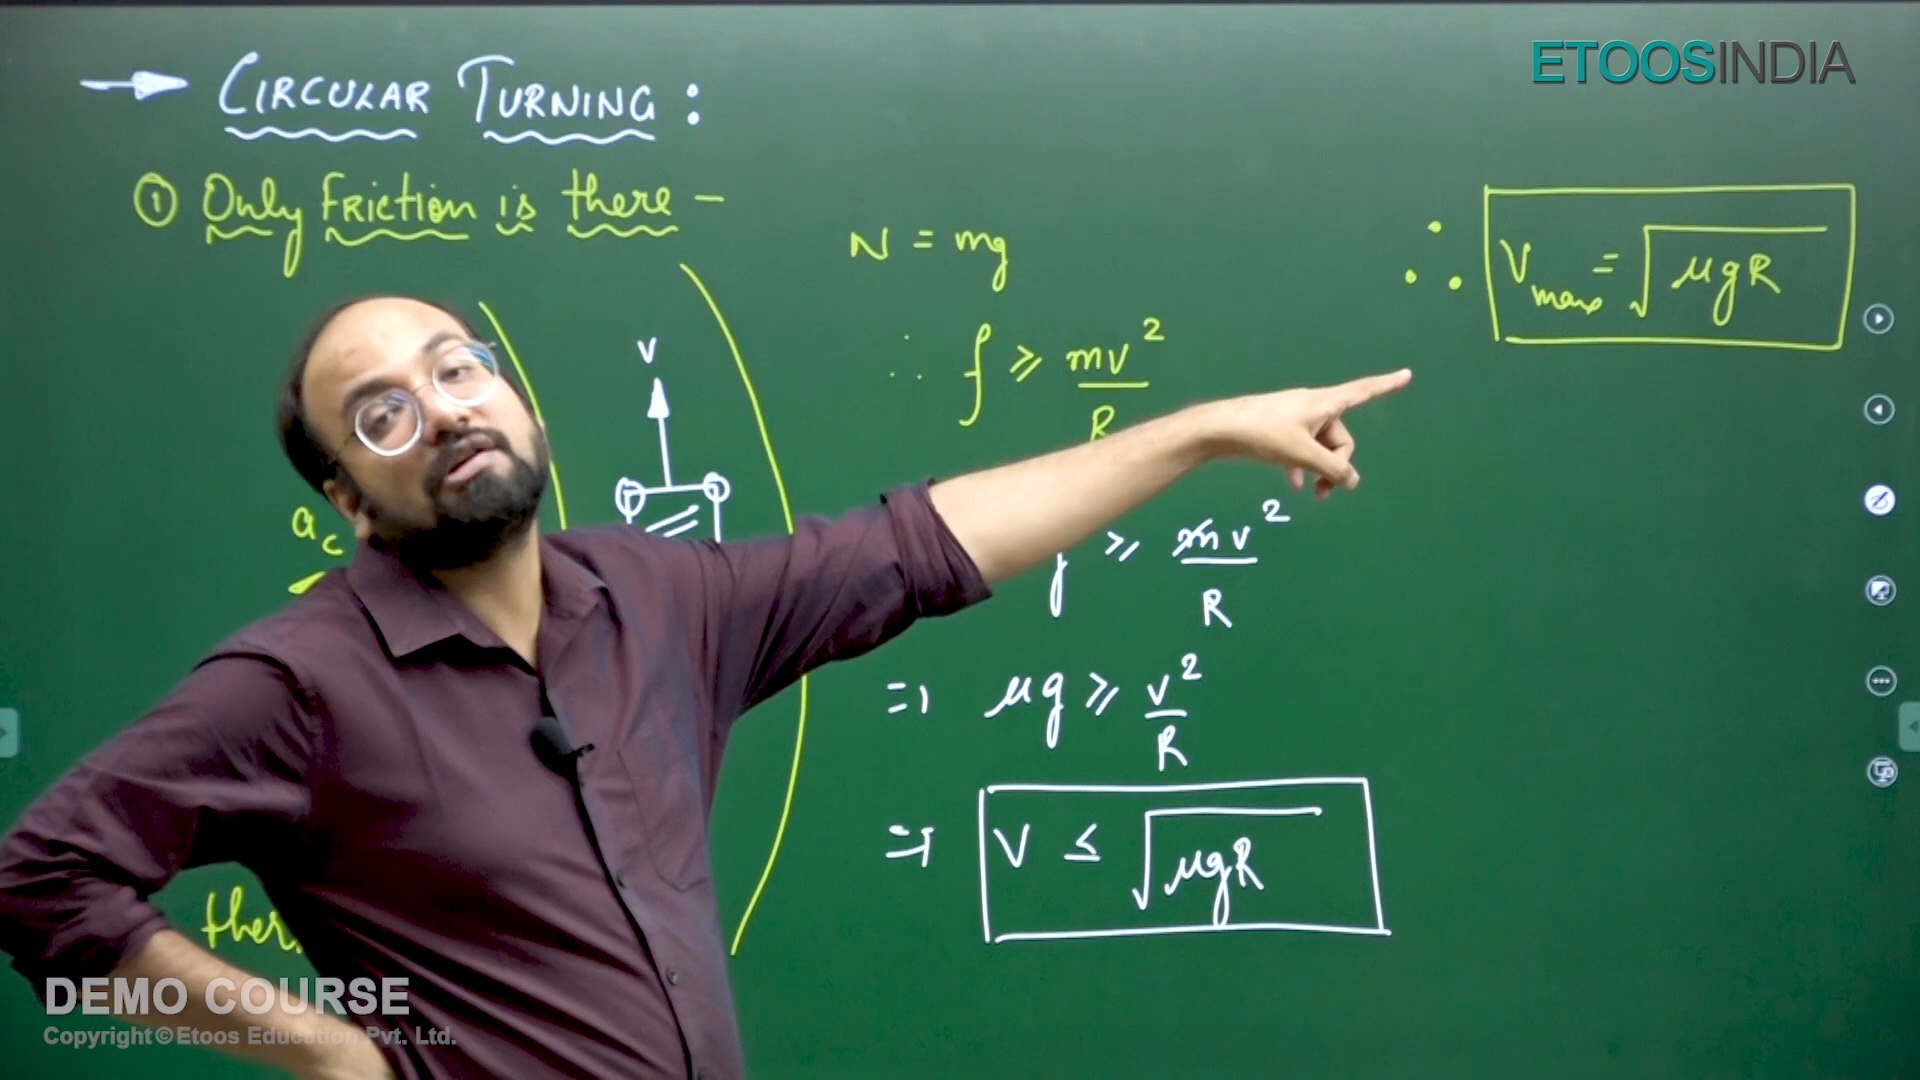 ETOOSINDIA
→ CIRCULAR TURNING :
① Only Friction is there –
N = mg
∴ f ⩾ mv² / R
∴ Vmax = √μgR
V
ac
⩾ mv² / R
⇒ μg ⩾ v² / R
⇒ V ≤ √μgR
DEMO COURSE
Copyright©Etoos Education Pvt. Ltd.